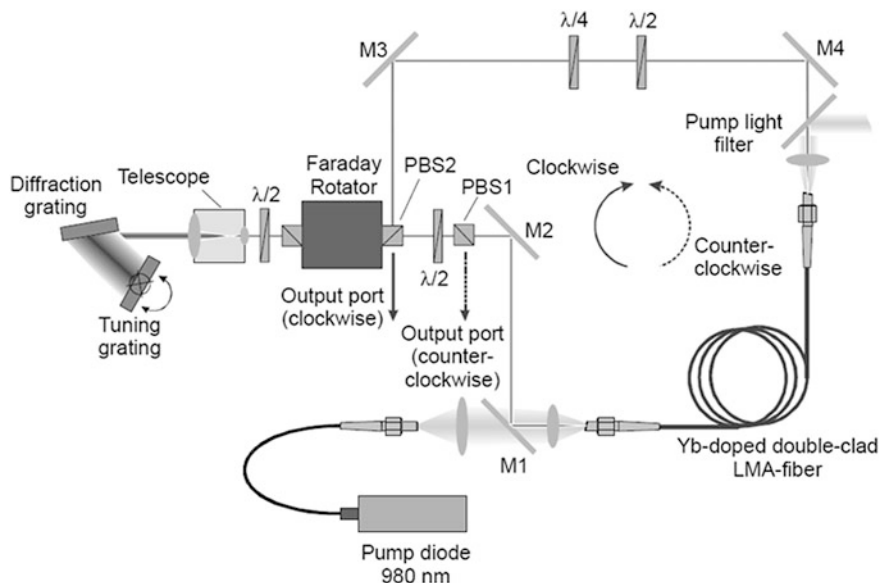 M3
λ/4
λ/2
M4
Pump light
filter
Faraday
Rotator
PBS2
PBS1
Clockwise
Telescope
λ/2
Diffraction
grating
M2
Counter-
clockwise
λ/2
Output port
(clockwise)
Output port
(counter-
clockwise)
Tuning
grating
M1
Yb-doped double-clad
LMA-fiber
Pump diode
980 nm